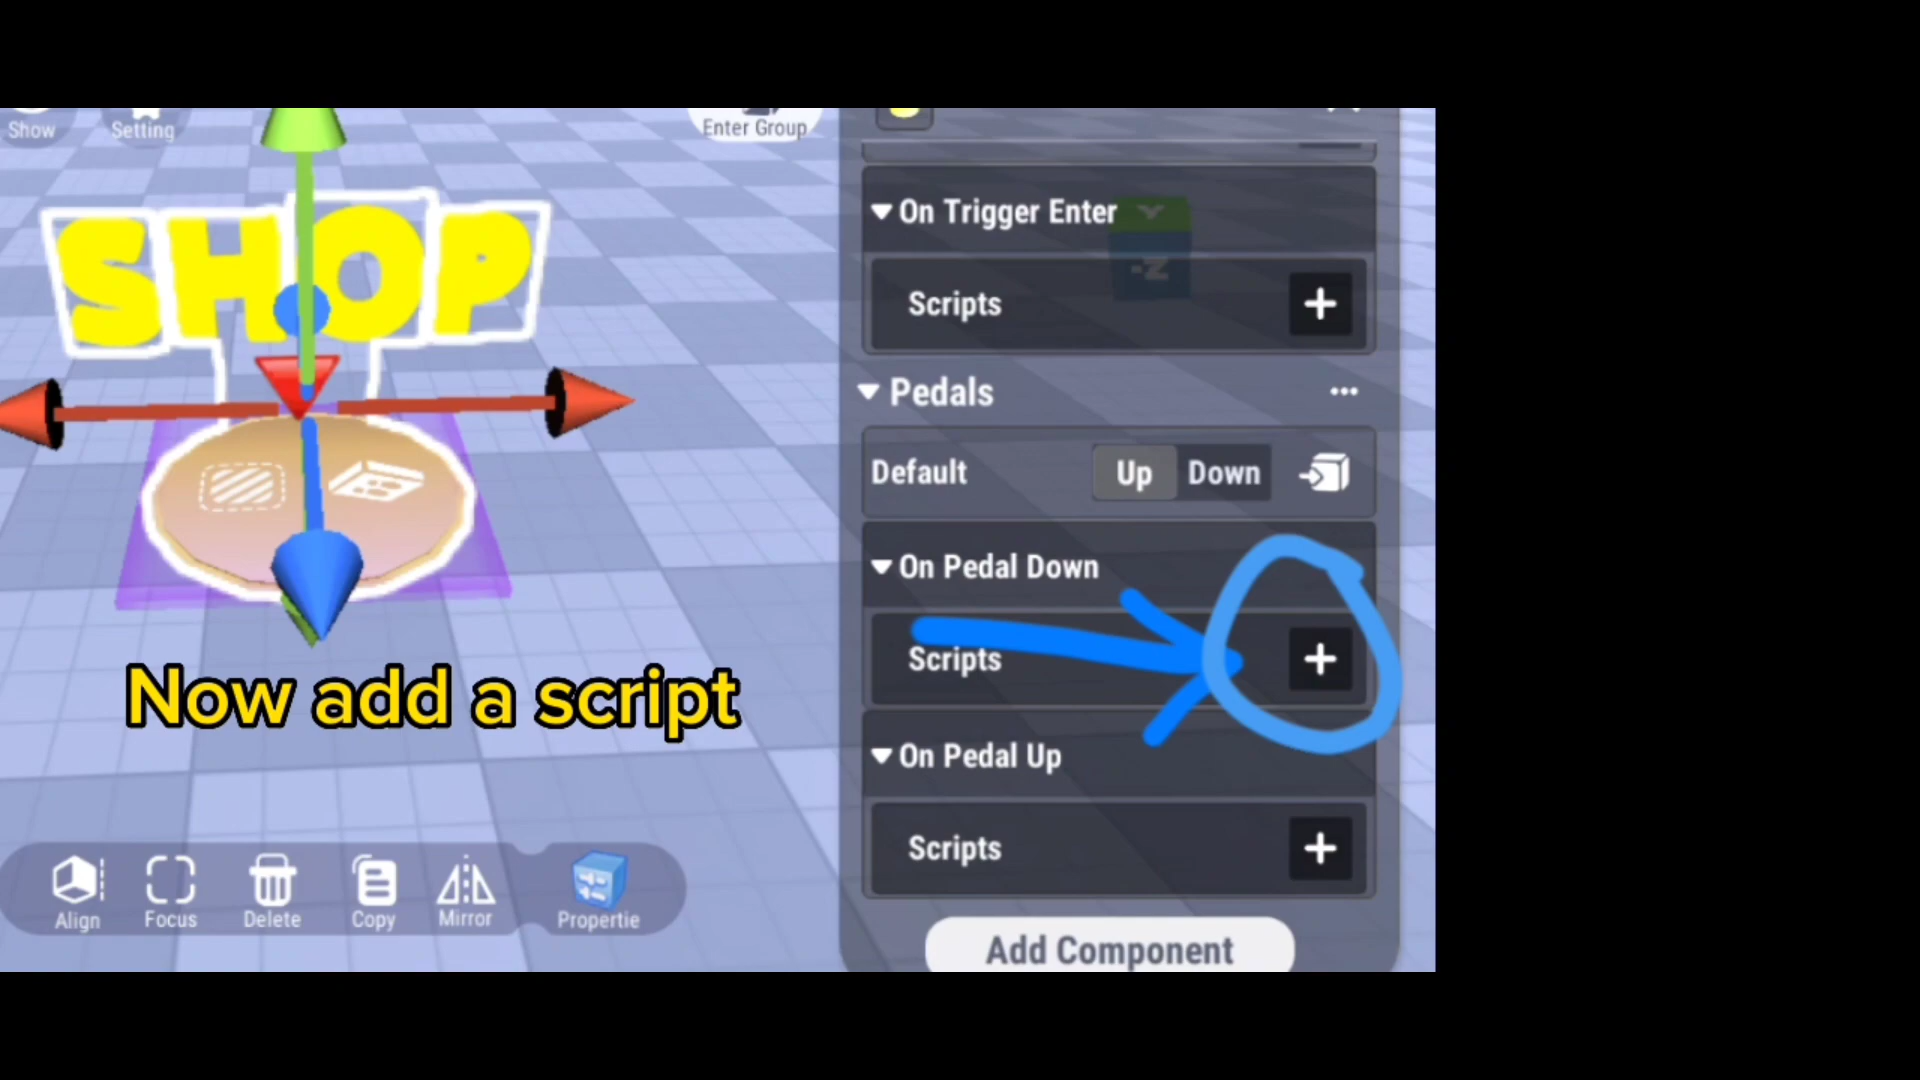 Show
Setting
Enter Group
SHOP
On Trigger Enter
Y
-Z
Scripts
Pedals
Default
Up
Down
On Pedal Down
Scripts
Now add a script
On Pedal Up
Scripts
Align
Focus
Delete
Copy
Mirror
Propertie
Add Component